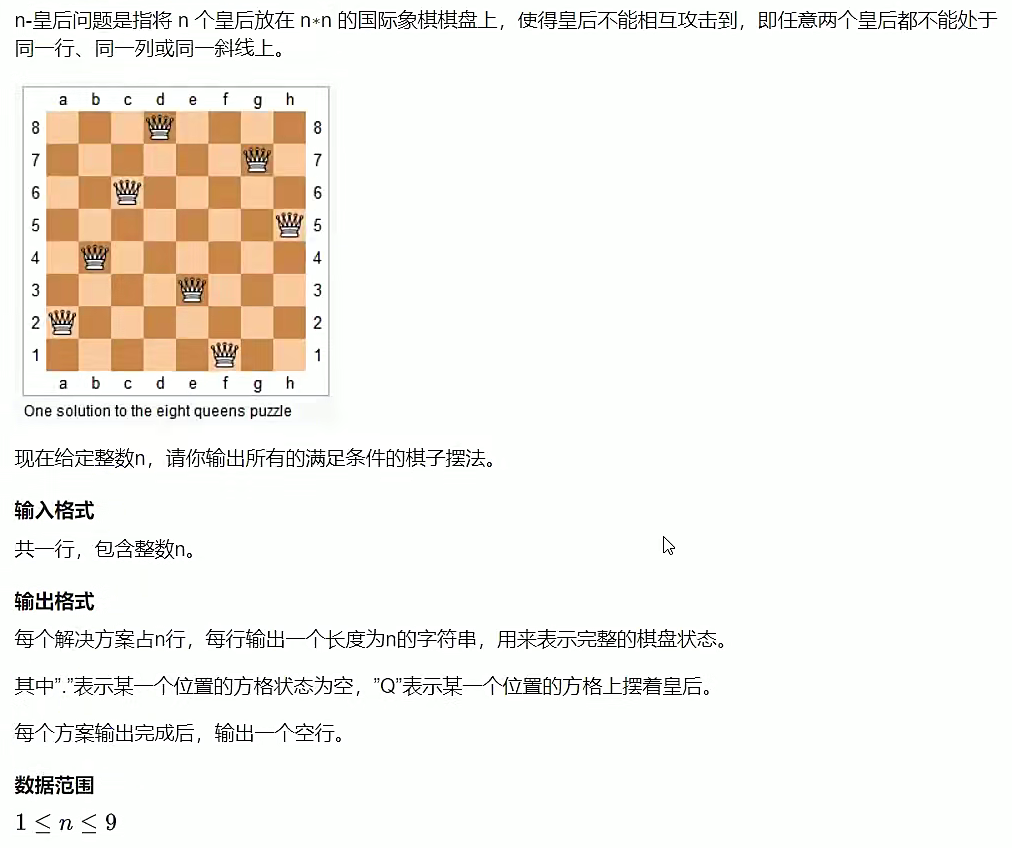 n-皇后问题是指将 n 个皇后放在 n∗n 的国际象棋棋盘上，使得皇后不能相互攻击到，即任意两个皇后都不能处于
同一行、同一列或同一斜线上。
a b c d e f g h
8 8
7 7
6 6
5 5
4 4
3 3
2 2
1 1
a b c d e f g h
One solution to the eight queens puzzle
现在给定整数n，请你输出所有的满足条件的棋子摆法。
输入格式
共一行，包含整数n。
输出格式
每个解决方案占n行，每行输出一个长度为n的字符串，用来表示完整的棋盘状态。
其中”.”表示某一个位置的方格状态为空，”Q”表示某一个位置的方格上摆着皇后。
每个方案输出完成后，输出一个空行。
数据范围
1 ≤ n ≤ 9